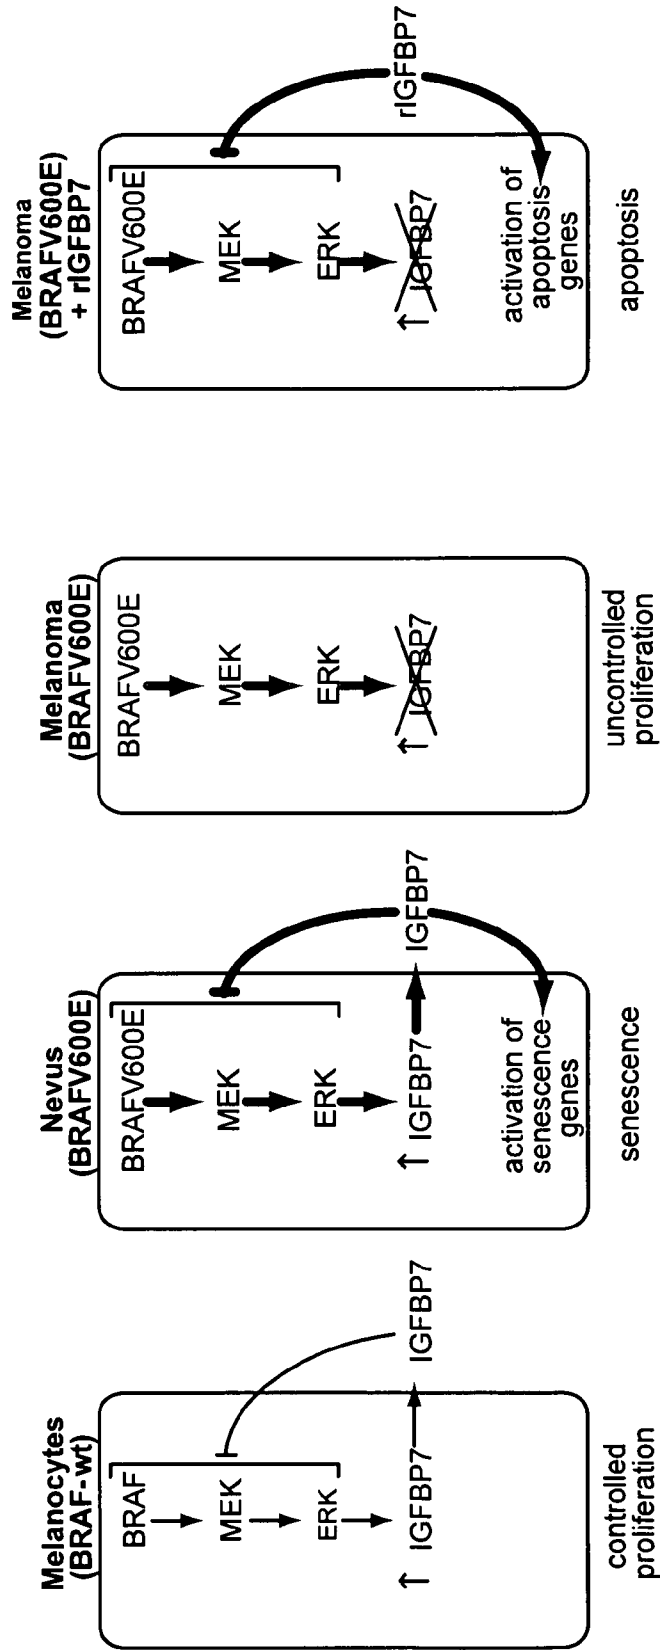 Melanocytes
(BRAF-wt)
BRAF
MEK
ERK
↑ IGFBP7
IGFBP7
controlled
proliferation
Nevus
(BRAFV600E)
BRAFV600E
MEK
ERK
↑ IGFBP7
IGFBP7
activation of
senescence
genes
senescence
Melanoma
(BRAFV600E)
BRAFV600E
MEK
ERK
↑ IGFBP7
uncontrolled
proliferation
Melanoma
(BRAFV600E)
+ rIGFBP7
BRAFV600E
MEK
ERK
↑ IGFBP7
rIGFBP7
activation of
apoptosis
genes
apoptosis